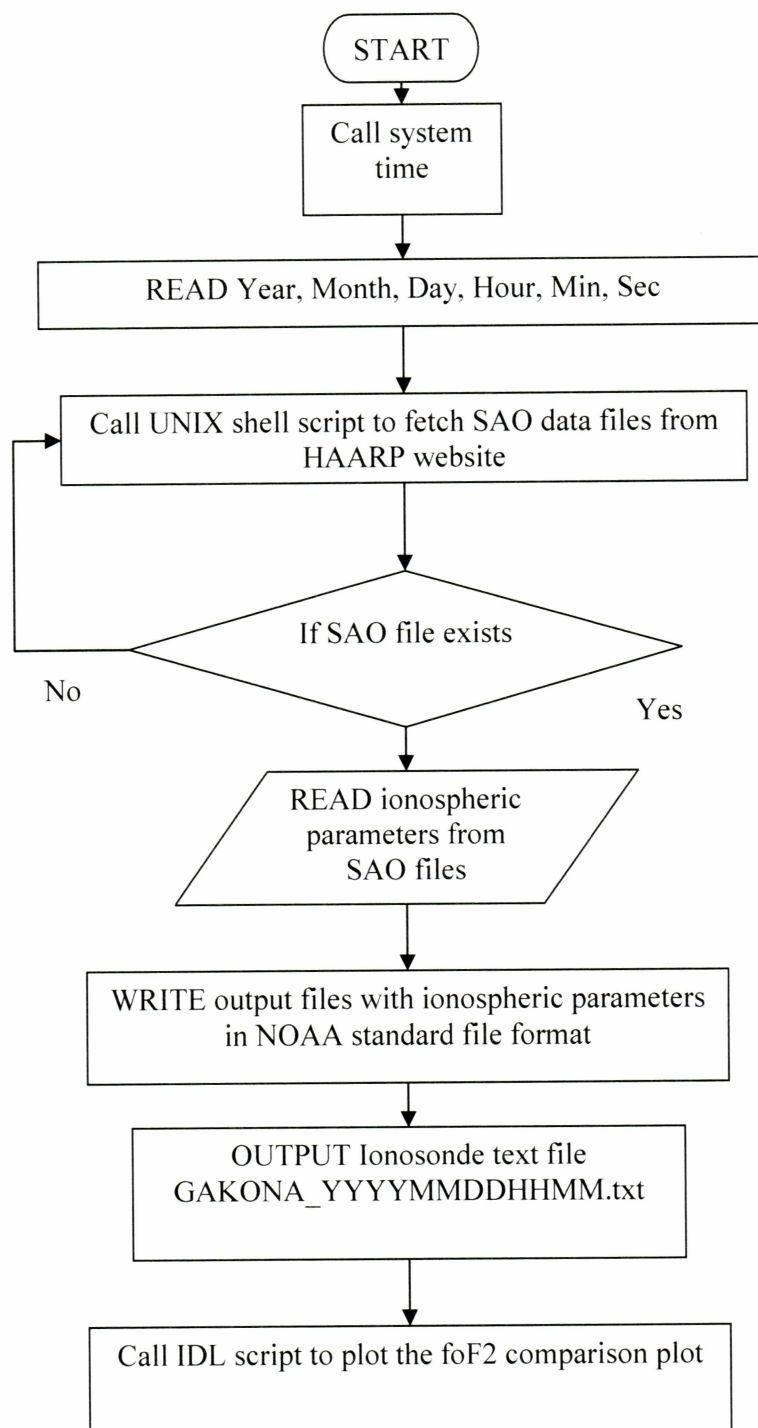 START
Call system
time
READ Year, Month, Day, Hour, Min, Sec
Call UNIX shell script to fetch SAO data files from
HAARP website
If SAO file exists
No
Yes
READ ionospheric
parameters from
SAO files
WRITE output files with ionospheric parameters
in NOAA standard file format
OUTPUT Ionosonde text file
GAKONA_YYYYMMDDHHMM.txt
Call IDL script to plot the foF2 comparison plot